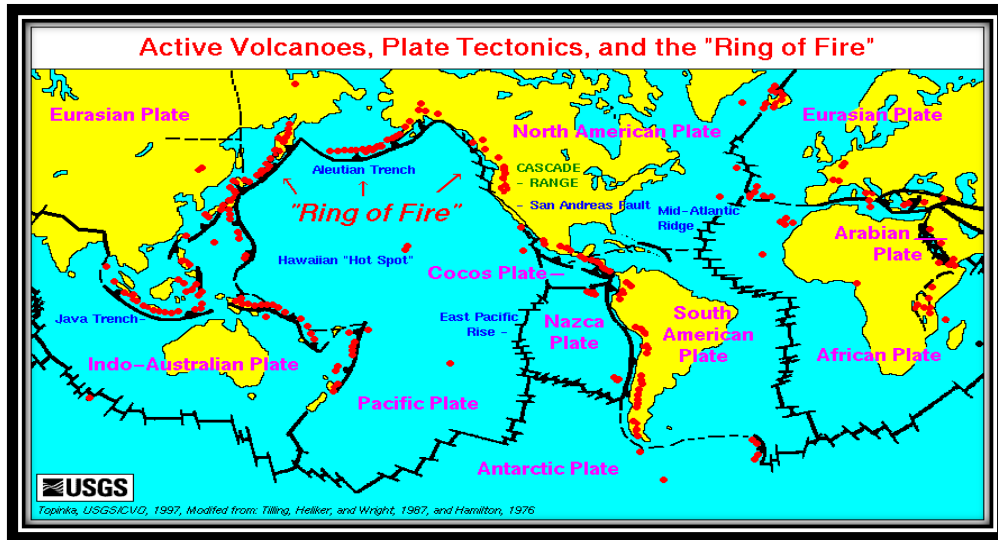 Active Volcanoes, Plate Tectonics, and the "Ring of Fire"
Eurasian Plate
North American Plate
Eurasian Plate
Aleutian Trench
CASCADE
- RANGE
"Ring of Fire"
- San Andreas Fault
Mid-Atlantic
Ridge
Arabian
Plate
Hawaiian "Hot Spot"
Cocos Plate
Java Trench
East Pacific
Rise -
Nazca
Plate
South
American
Plate
Indo-Australian Plate
African Plate
Pacific Plate
Antarctic Plate
USGS
Topinka, USGS/CVO, 1997, Modifed from: Tilling, Heliker, and Wright, 1987, and Hamilton, 1976